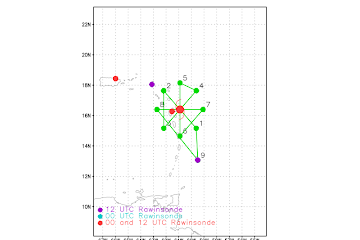 22N
20N
18N
16N
14N
12N
10N
5
2
4
8
7
1
6
9
12 UTC Rawinsonde
00 UTC Rawinsonde
00 and 12 UTC Rawinsonde